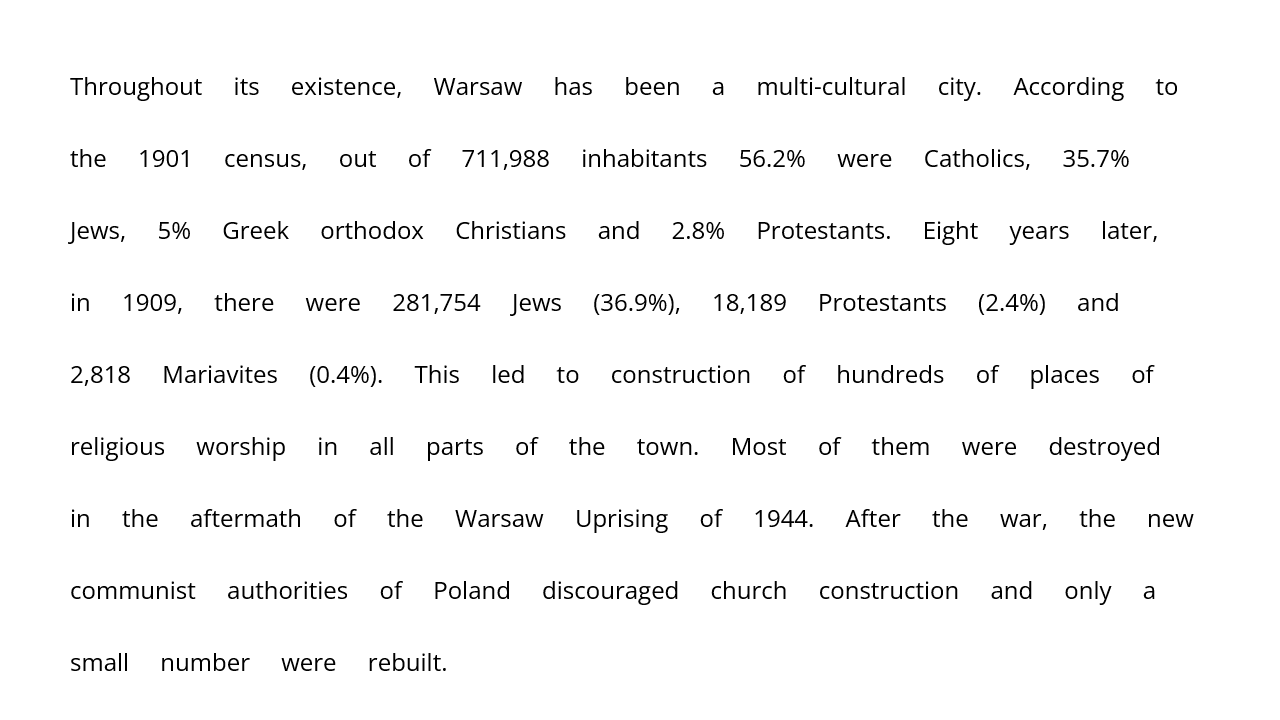 Throughout its existence, Warsaw has been a multi-cultural city. According to
the 1901 census, out of 711,988 inhabitants 56.2% were Catholics, 35.7%
Jews, 5% Greek orthodox Christians and 2.8% Protestants. Eight years later,
in 1909, there were 281,754 Jews (36.9%), 18,189 Protestants (2.4%) and
2,818 Mariavites (0.4%). This led to construction of hundreds of places of
religious worship in all parts of the town. Most of them were destroyed
in the aftermath of the Warsaw Uprising of 1944. After the war, the new
communist authorities of Poland discouraged church construction and only a
small number were rebuilt.